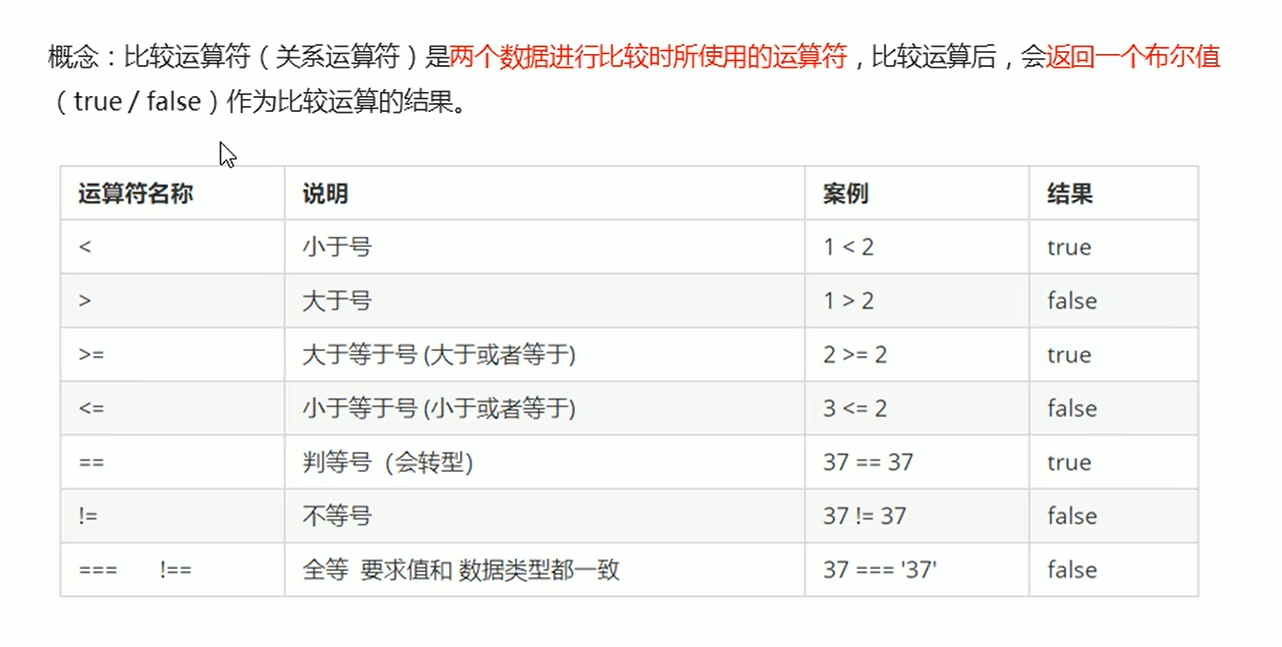 概念：比较运算符（关系运算符）是两个数据进行比较时所使用的运算符，比较运算后，会返回一个布尔值
（true / false）作为比较运算的结果。
运算符名称 说明 案例 结果
< 小于号 1 < 2 true
> 大于号 1 > 2 false
>= 大于等于号 (大于或者等于) 2 >= 2 true
<= 小于等于号 (小于或者等于) 3 <= 2 false
== 判等号（会转型） 37 == 37 true
!= 不等号 37 != 37 false
=== !== 全等 要求值和 数据类型都一致 37 === '37' false